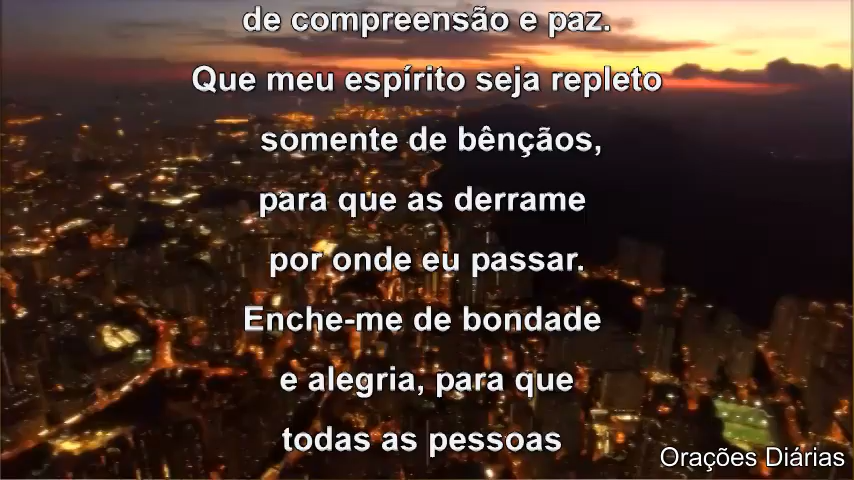 de compreensão e paz.
Que meu espírito seja repleto
somente de bênçãos,
para que as derrame
por onde eu passar.
Enche-me de bondade
e alegria, para que
todas as pessoas
Orações Diárias